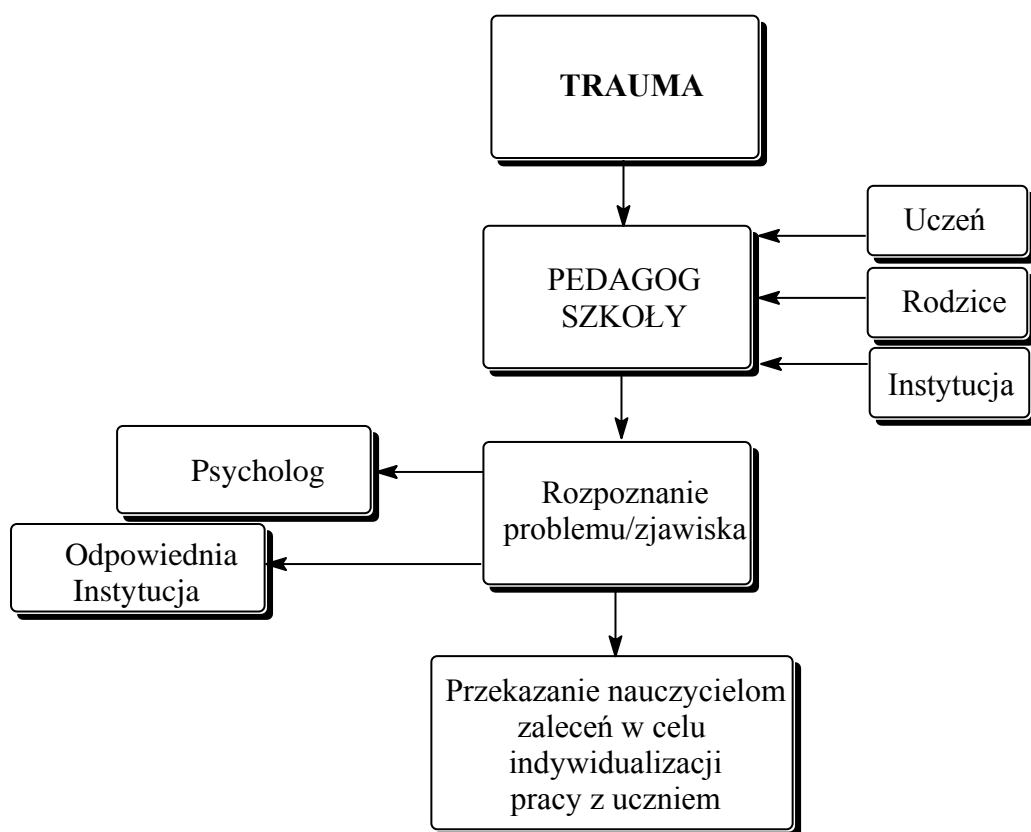 TRAUMA
Uczeń
PEDAGOG
SZKOŁY
Rodzice
Instytucja
Psycholog
Rozpoznanie
problemu/zjawiska
Odpowiednia
Instytucja
Przekazanie nauczycielom
zaleceń w celu
indywidualizacji
pracy z uczniem